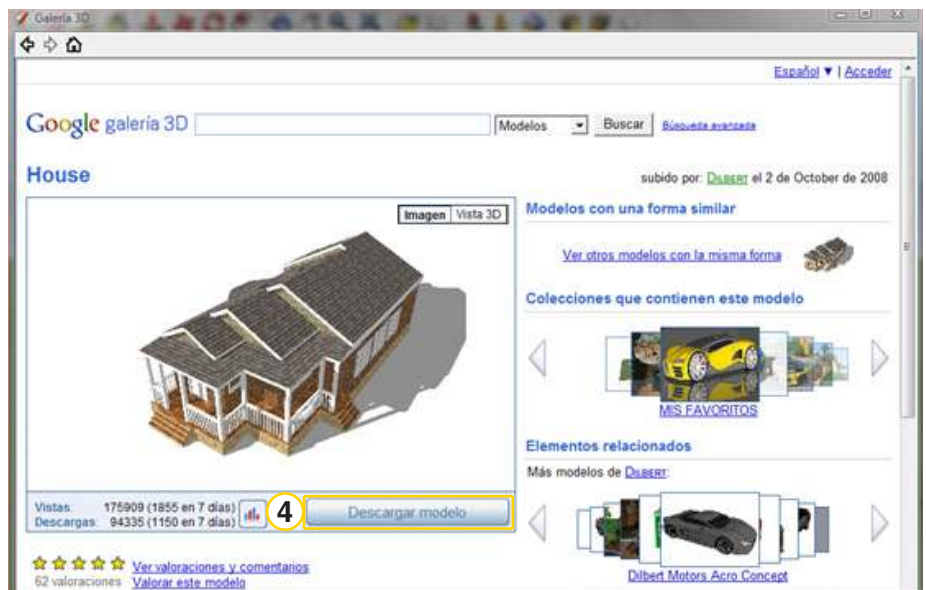 Galería 3D
Español ▼ | Acceder
Google galería 3D
Modelos
Buscar
Búsqueda avanzada
House
subido por: DILBERT el 2 de October de 2008
Imagen
Vista 3D
Modelos con una forma similar
Ver otros modelos con la misma forma
Colecciones que contienen este modelo
MIS FAVORITOS
Elementos relacionados
Más modelos de DILBERT:
Dilbert Motors Acro Concept
Vistas: 175909 (1855 en 7 días)
Descargas: 94335 (1150 en 7 días)
4
Descargar modelo
Ver valoraciones y comentarios
62 valoraciones Valorar este modelo